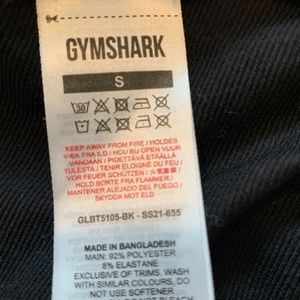 GYMSHARK
S
30
KEEP AWAY FROM FIRE / HOLDES
VÆK FRA ILD / HOU BUIJ OPEN VUUR
VANDAAN / PIDETTÄVÄ ETÄÄLLÄ
TULESTA / TENIR ÉLOIGNÉ DU FEU /
VOR FEUER SCHÜTZEN /
HOLD BORTE FRA FLAMMER /
MANTENER ALEJADO DEL FUEGO /
SKYDDA MOT ELD
GLBT5105-BK - SS21-655
MADE IN BANGLADESH
MAIN: 92% POLYESTER
8% ELASTANE
EXCLUSIVE OF TRIMS, WASH
WITH SIMILAR COLOURS, DO
NOT USE SOFTENER